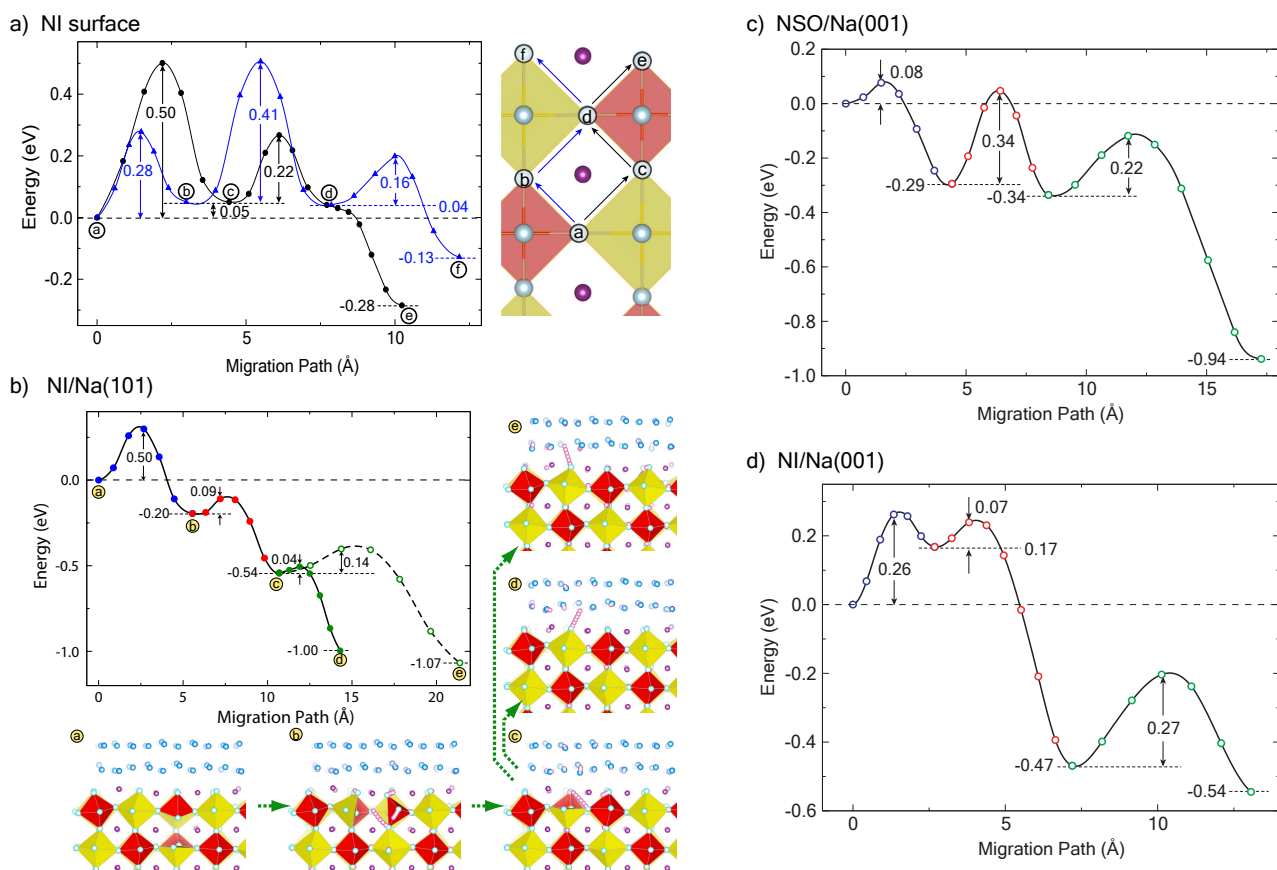 a) NI surface
Energy (eV)
0.4
0.2
0.0
-0.2
0.50
0.28
0.41
0.22
0.16
0.05
0.04
-0.13
-0.28
a
b
c
d
e
f
0
5
10
Migration Path (Å)
f
e
d
b
c
a
b) NI/Na(101)
Energy (eV)
0.0
-0.5
-1.0
0.50
-0.20
0.09
-0.54
0.04
0.14
-1.00
-1.07
a
b
c
d
e
0
5
10
15
20
Migration Path (Å)
e
d
a
b
c
c) NSO/Na(001)
Energy (eV)
0.2
0.0
-0.2
-0.4
-0.6
-0.8
-1.0
0.08
0.34
-0.29
-0.34
0.22
-0.94
0
5
10
15
Migration Path (Å)
d) NI/Na(001)
Energy (eV)
0.2
0.0
-0.2
-0.4
-0.6
0.26
0.07
0.17
-0.47
0.27
-0.54
0
5
10
Migration Path (Å)